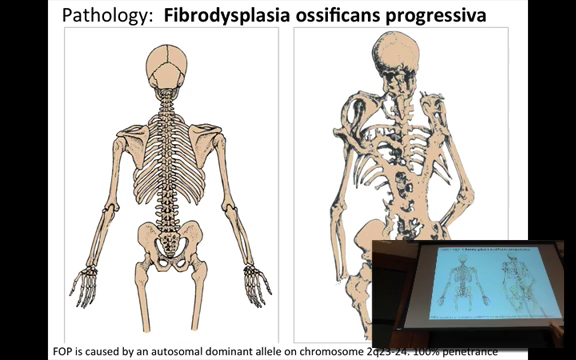 Pathology: Fibrodysplasia ossificans progressiva
FOP is caused by an autosomal dominant allele on chromosome 2q23-24. 100% penetrance